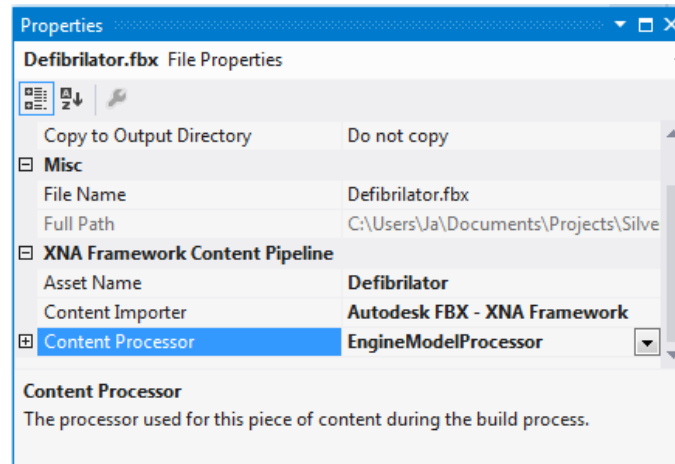 Properties
Defibrilator.fbx File Properties
Copy to Output Directory Do not copy
Misc
File Name Defibrilator.fbx
Full Path C:\Users\Ja\Documents\Projects\Silve
XNA Framework Content Pipeline
Asset Name Defibrilator
Content Importer Autodesk FBX - XNA Framework
Content Processor EngineModelProcessor
Content Processor
The processor used for this piece of content during the build process.